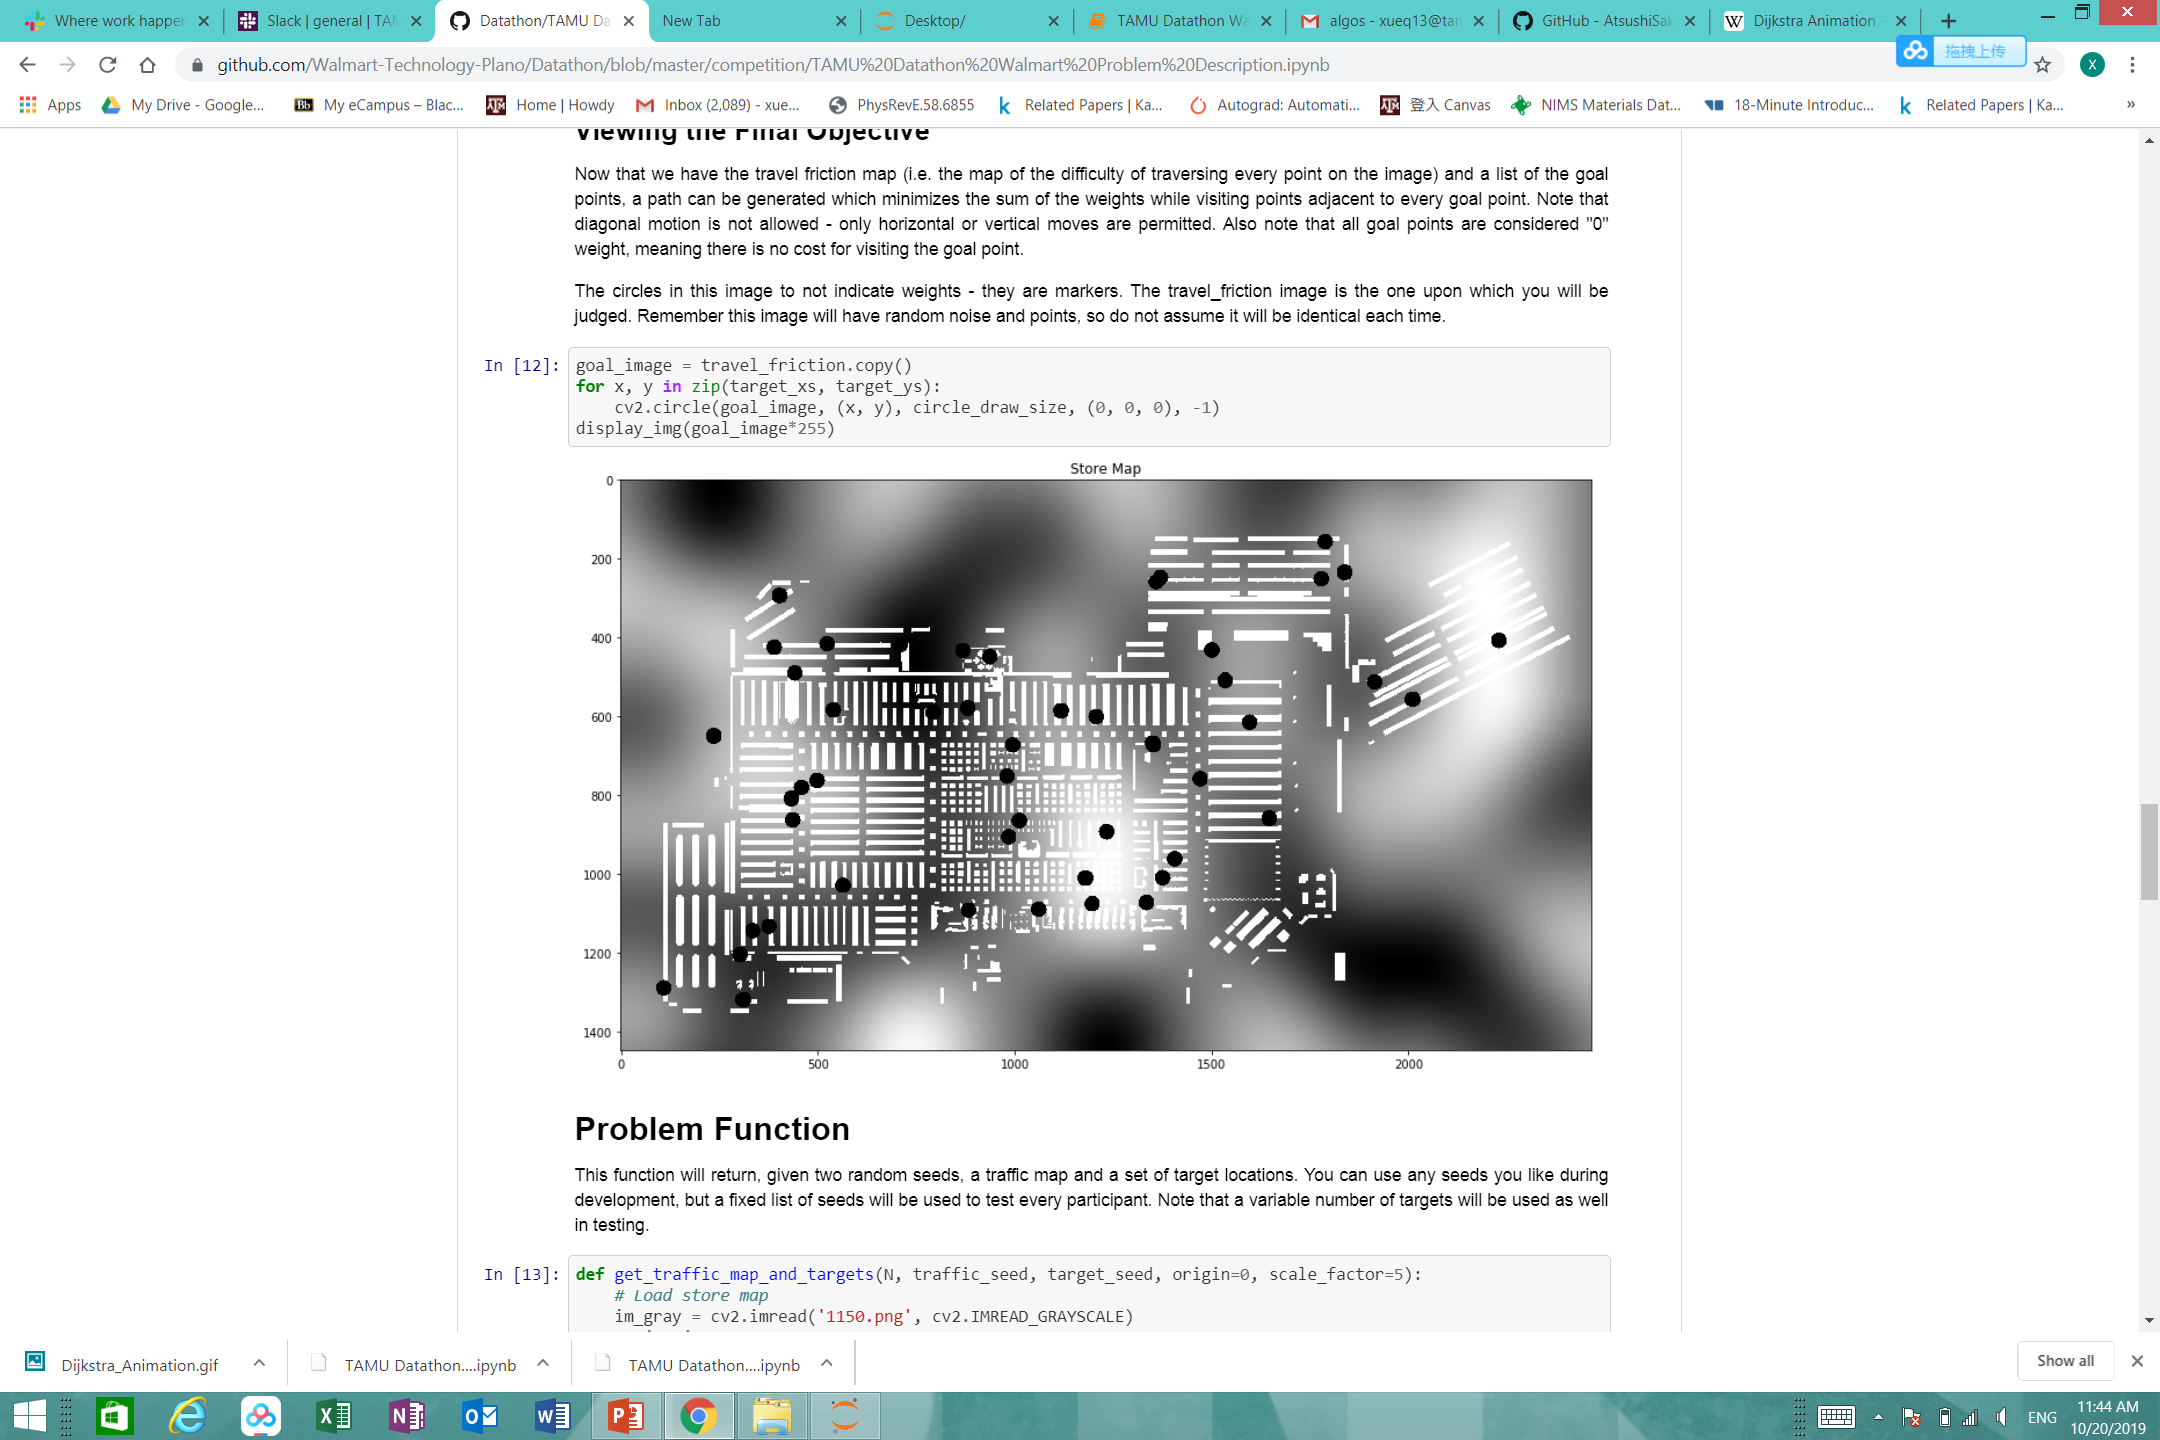 Where work happen
Slack | general | TAM
Datathon/TAMU Da
New Tab
Desktop/
TAMU Datathon Wa
algos - xueq13@tam
GitHub - AtsushiSak
Dijkstra Animation -
github.com/Walmart-Technology-Plano/Datathon/blob/master/competition/TAMU%20Datathon%20Walmart%20Problem%20Description.ipynb
拖拽上传
X
Apps
My Drive - Google...
Bb
My eCampus – Blac...
Home | Howdy
Inbox (2,089) - xue...
PhysRevE.58.6855
Related Papers | Ka...
Autograd: Automati...
登入 Canvas
NIMS Materials Dat...
18-Minute Introduc...
Related Papers | Ka...
»
Viewing the Final Objective
Now that we have the travel friction map (i.e. the map of the difficulty of traversing every point on the image) and a list of the goal
points, a path can be generated which minimizes the sum of the weights while visiting points adjacent to every goal point. Note that
diagonal motion is not allowed - only horizontal or vertical moves are permitted. Also note that all goal points are considered "0"
weight, meaning there is no cost for visiting the goal point.
The circles in this image to not indicate weights - they are markers. The travel_friction image is the one upon which you will be
judged. Remember this image will have random noise and points, so do not assume it will be identical each time.
In [12]:
goal_image = travel_friction.copy()
for x, y in zip(target_xs, target_ys):
    cv2.circle(goal_image, (x, y), circle_draw_size, (0, 0, 0), -1)
display_img(goal_image*255)
Store Map
0
200
400
600
800
1000
1200
1400
0 500 1000 1500 2000
Problem Function
This function will return, given two random seeds, a traffic map and a set of target locations. You can use any seeds you like during
development, but a fixed list of seeds will be used to test every participant. Note that a variable number of targets will be used as well
in testing.
In [13]:
def get_traffic_map_and_targets(N, traffic_seed, target_seed, origin=0, scale_factor=5):
    # Load store map
    im_gray = cv2.imread('1150.png', cv2.IMREAD_GRAYSCALE)
Dijkstra_Animation.gif
TAMU Datathon....ipynb
TAMU Datathon....ipynb
Show all
ENG
11:44 AM
10/20/2019